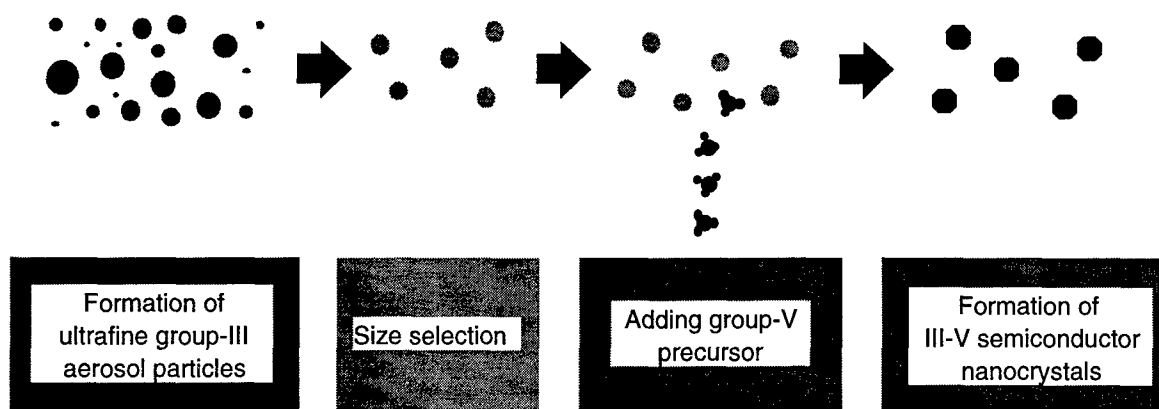 Formation of
ultrafine group-III
aerosol particles
Size selection
Adding group-V
precursor
Formation of
III-V semiconductor
nanocrystals